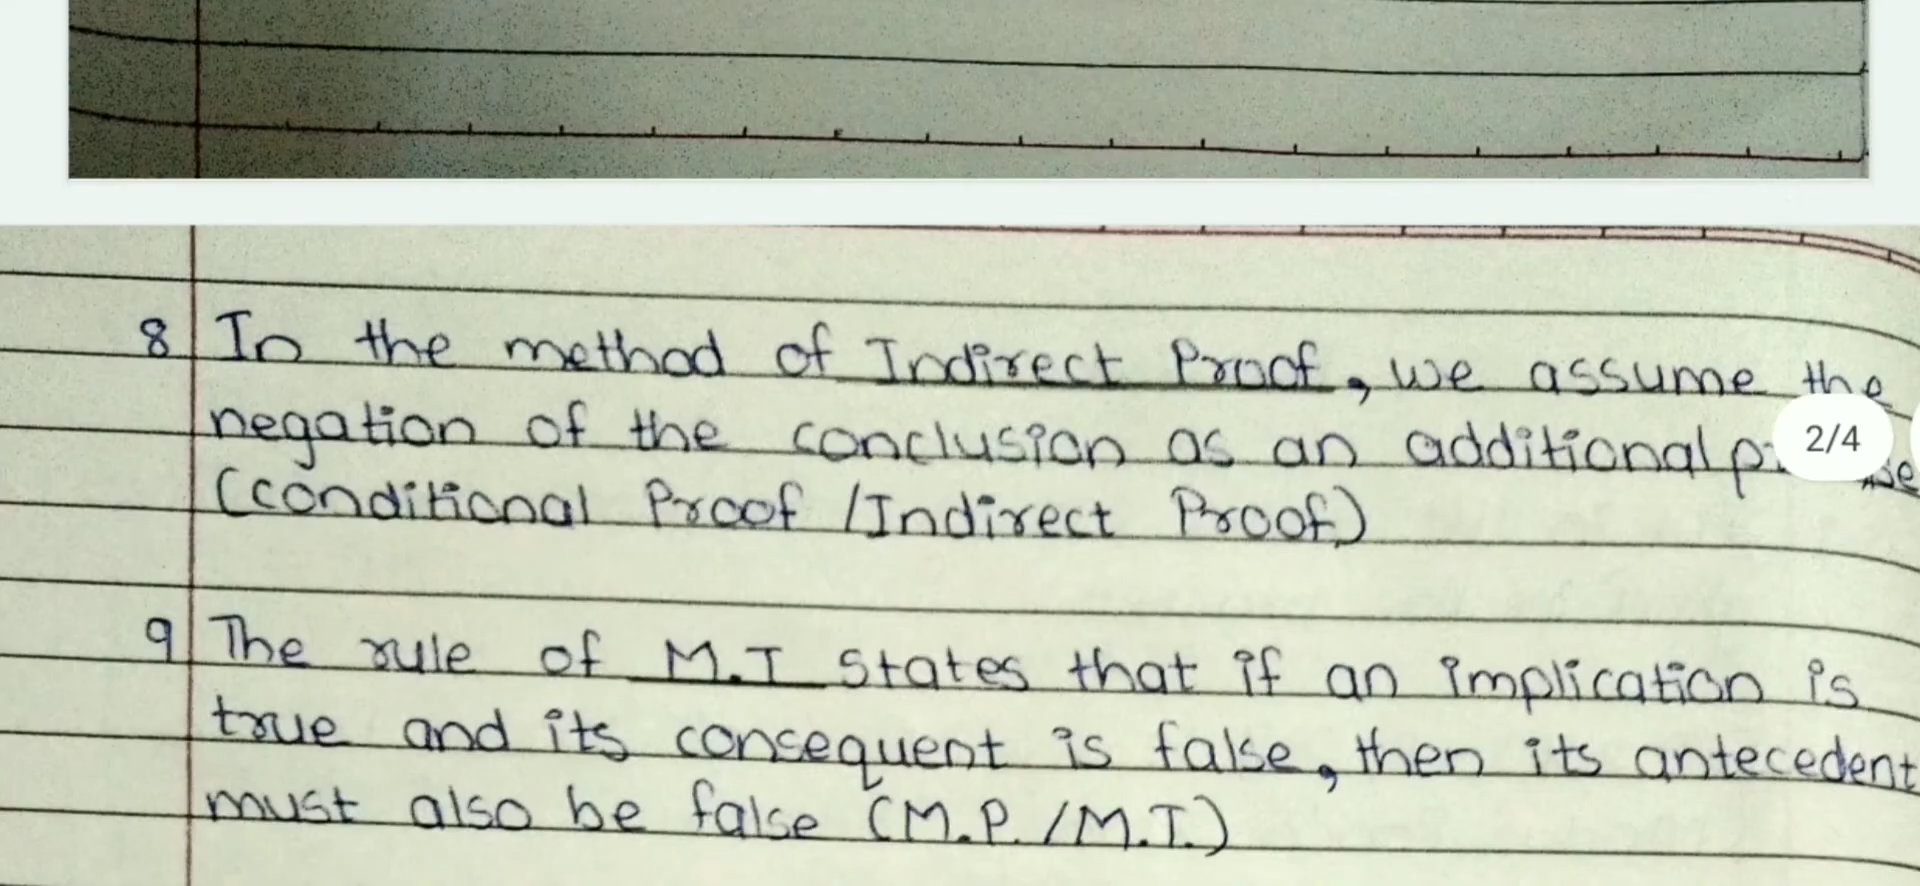 8 In the method of Indirect Proof, we assume the
negation of the conclusion as an additional
2/4
(conditional Proof /Indirect Proof)
9 The rule of M.T states that if an implication is
true and its consequent is false, then its antecedent
must also be false (M.P. /M.T.)